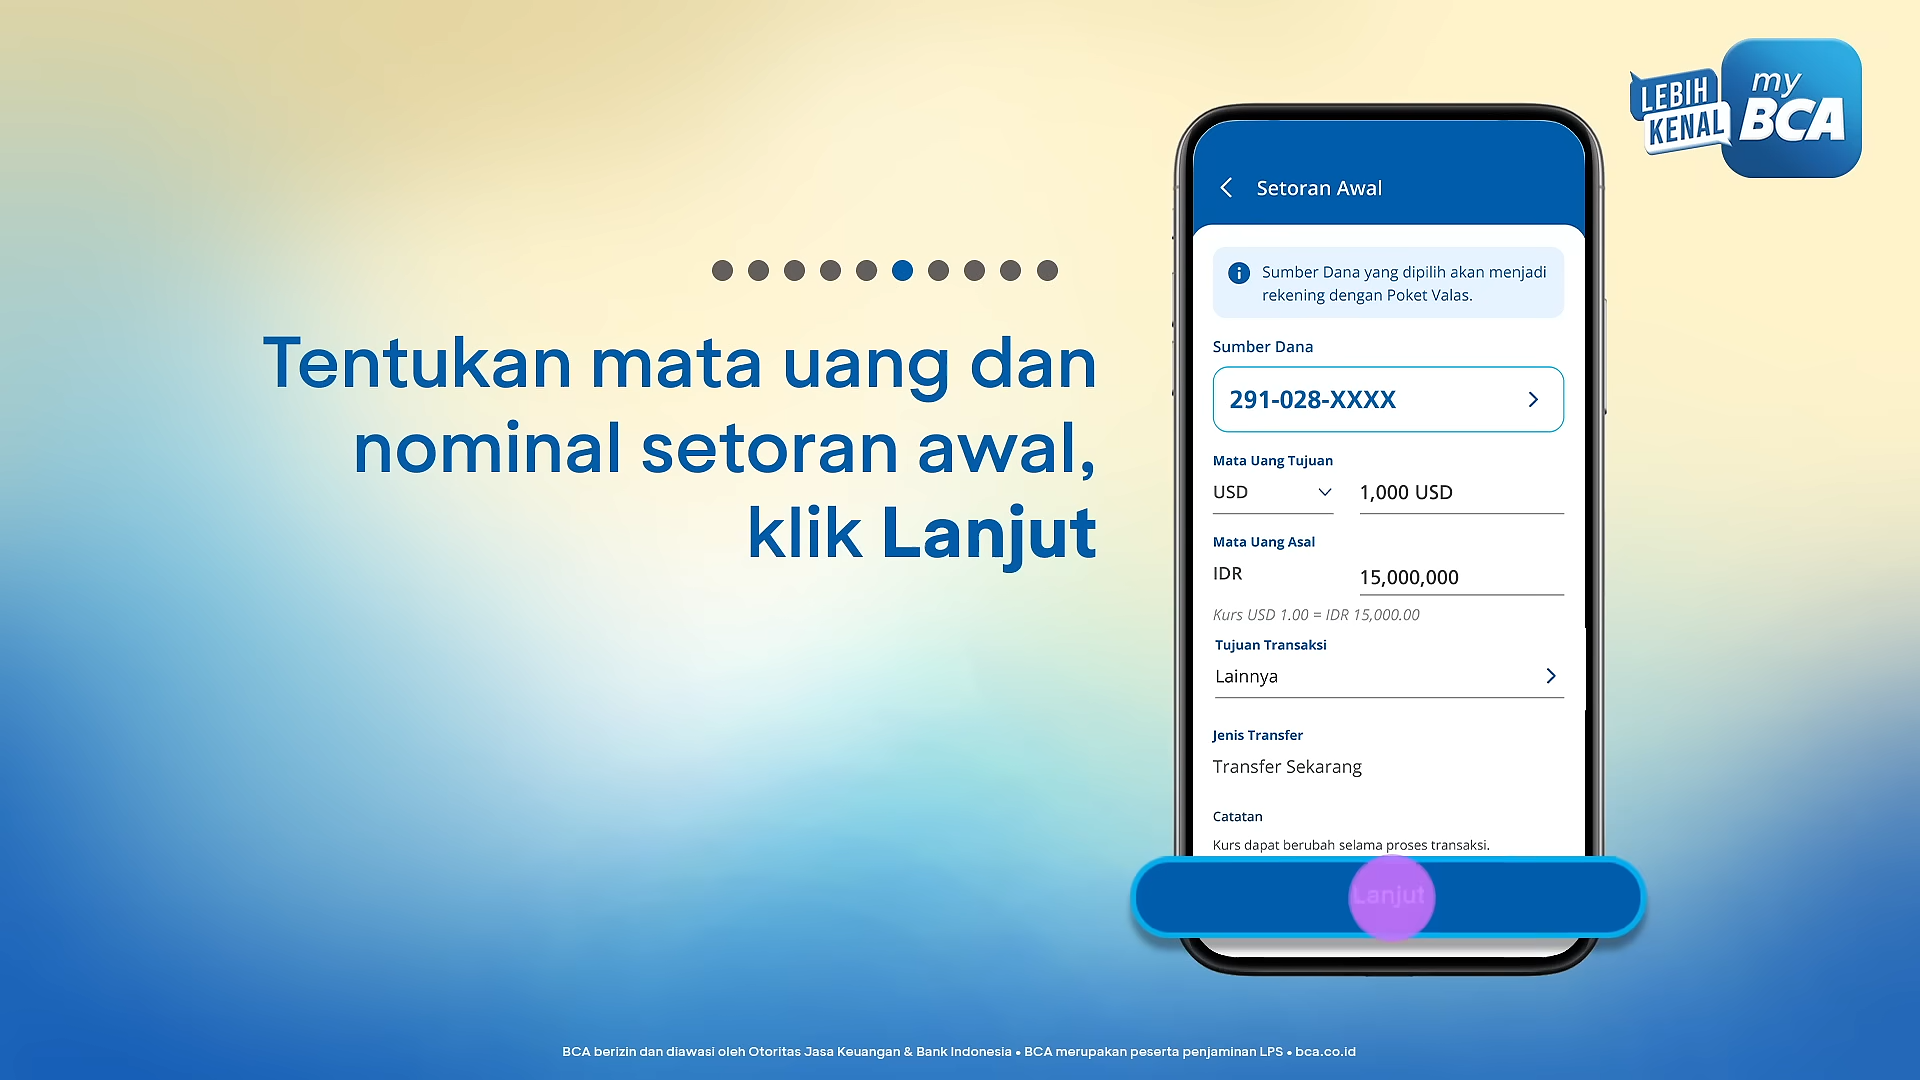 LEBIH
KENAL
my
BCA
Tentukan mata uang dan
nominal setoran awal,
klik Lanjut
Setoran Awal
Sumber Dana yang dipilih akan menjadi
rekening dengan Poket Valas.
Sumber Dana
291-028-XXXX
Mata Uang Tujuan
USD 1,000 USD
Mata Uang Asal
IDR 15,000,000
Kurs USD 1.00 = IDR 15,000.00
Tujuan Transaksi
Lainnya
Jenis Transfer
Transfer Sekarang
Catatan
Kurs dapat berubah selama proses transaksi.
Lanjut
BCA berizin dan diawasi oleh Otoritas Jasa Keuangan & Bank Indonesia • BCA merupakan peserta penjaminan LPS • bca.co.id